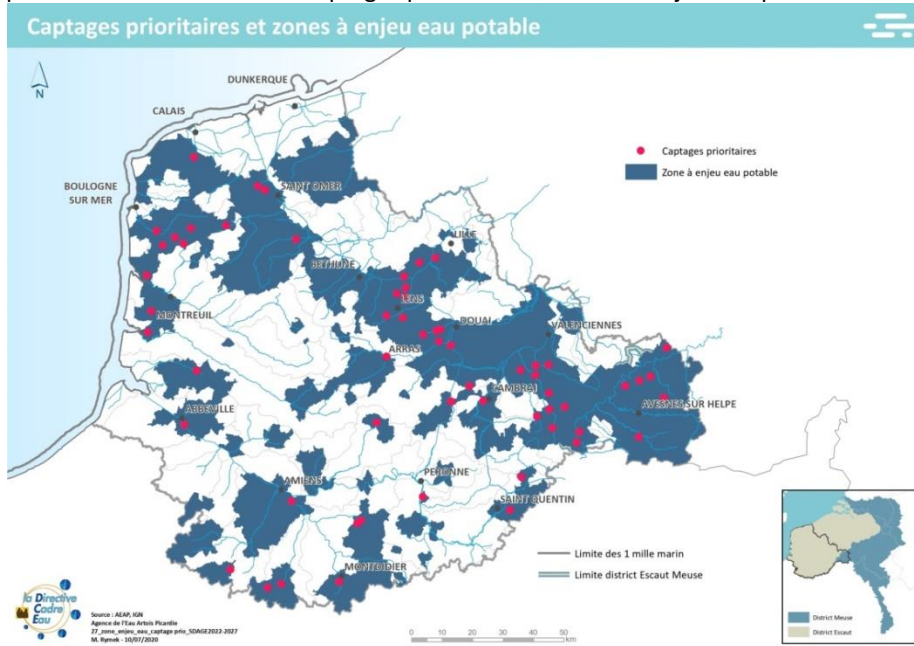 Captages prioritaires et zones à enjeu eau potable
N
DUNKERQUE
CALAIS
Captages prioritaires
Zone à enjeu eau potable
BOULOGNE
SUR MER
SAINT OMER
LILLE
BETHUNE
LENS
MONTREUIL
DOUAI
VALENCIENNES
ARRAS
CAMBRAI
AVESNES SUR HELPE
ABBEVILLE
PERONNE
AMIENS
SAINT QUENTIN
MONTDIDIER
Limite des 1 mille marin
Limite district Escaut Meuse
la Directive
Cadre
Eau
Source : AEAP, IGN
Agence de l'Eau Artois Picardie
27_zone_enjeu_eau_captage prio_SDAGE2022-2027
M. Rymek - 10/07/2020
0 10 20 30 40 50
km
District Meuse
District Escaut